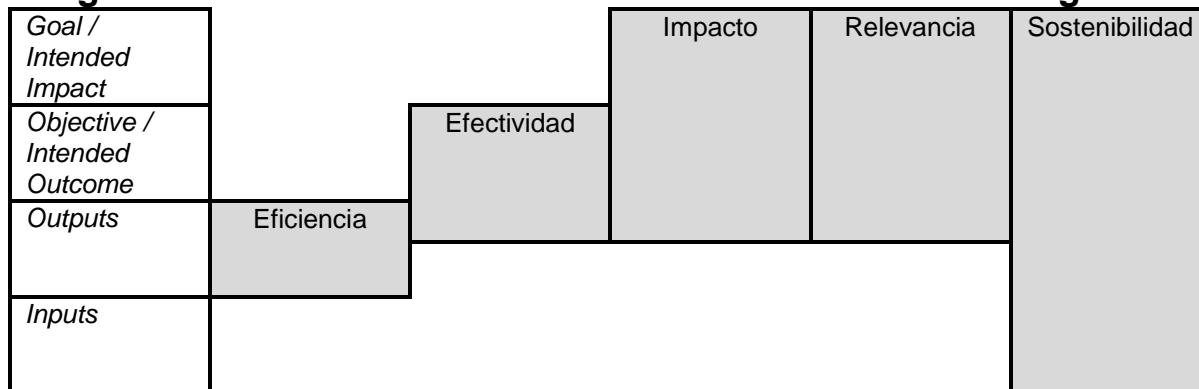 Goal / Impacto Relevancia Sostenibilidad
Intended
Impact
Objective / Efectividad
Intended
Outcome
Outputs Eficiencia
Inputs